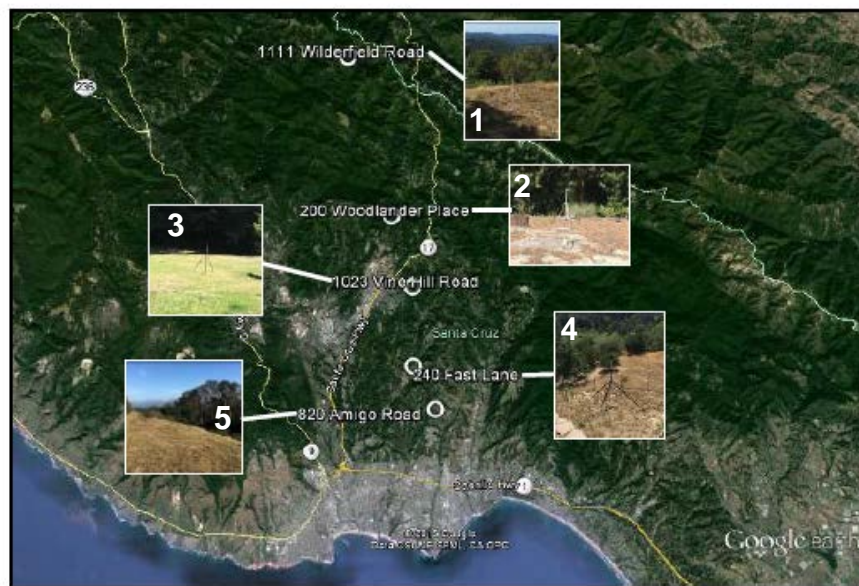 1111 Wilderfield Road
1
236
2
200 Woodlander Place
3
17
1023 Vine Hill Road
Santa Cruz
4
240 Fast Lane
5
820 Amigo Road
9
1
Google earth